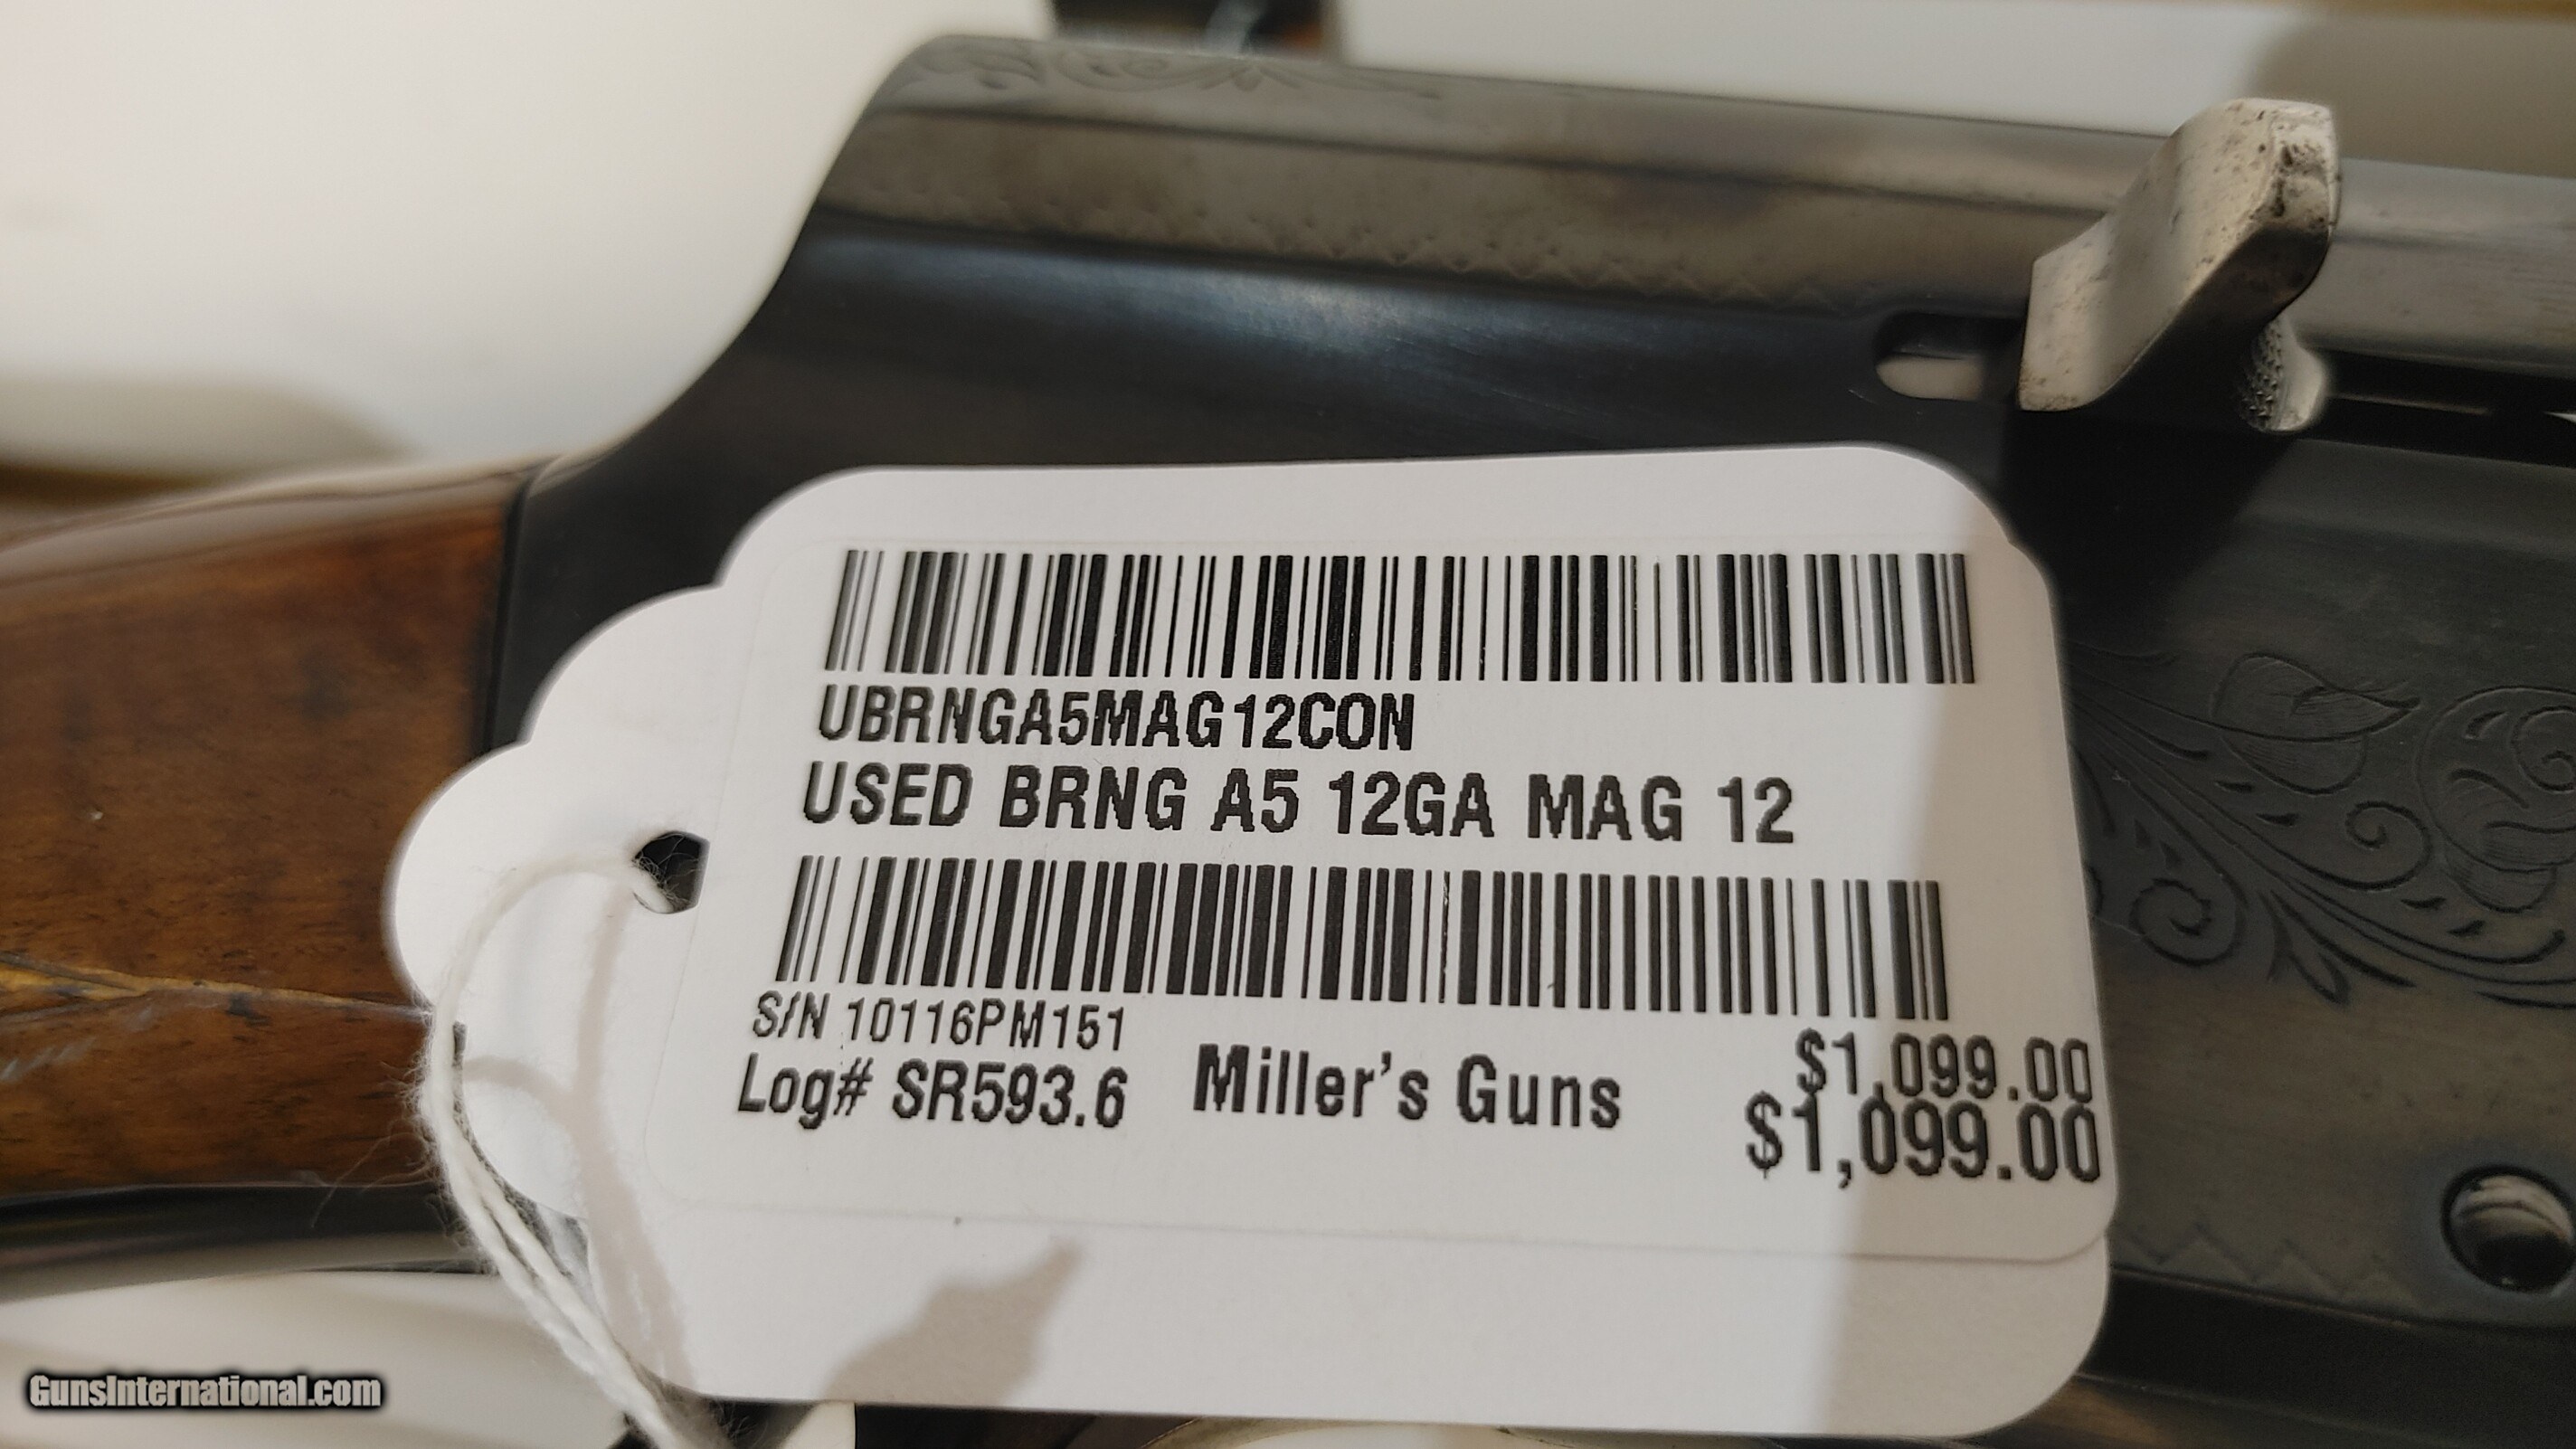 UBRNGA5MAG12CON
USED BRNG A5 12GA MAG 12
S/N 10116PM151
$1,099.00
Log# SR593.6 Miller's Guns
$1,099.00
GunsInternational.com